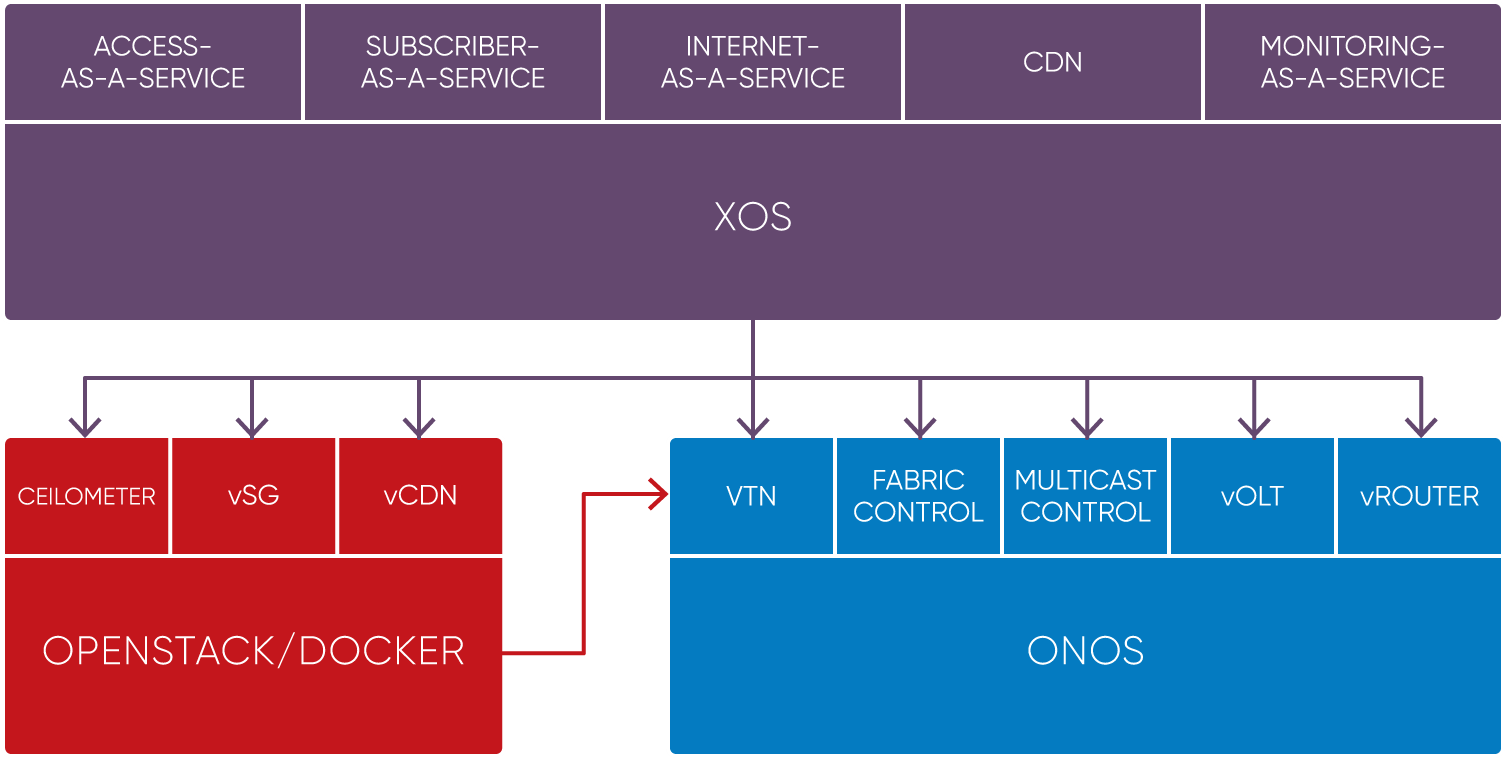 ACCESS-
AS-A-SERVICE
SUBSCRIBER-
AS-A-SERVICE
INTERNET-
AS-A-SERVICE
CDN
MONITORING-
AS-A-SERVICE
XOS
CEILOMETER
vSG
vCDN
VTN
FABRIC
CONTROL
MULTICAST
CONTROL
vOLT
vROUTER
OPENSTACK/DOCKER
ONOS